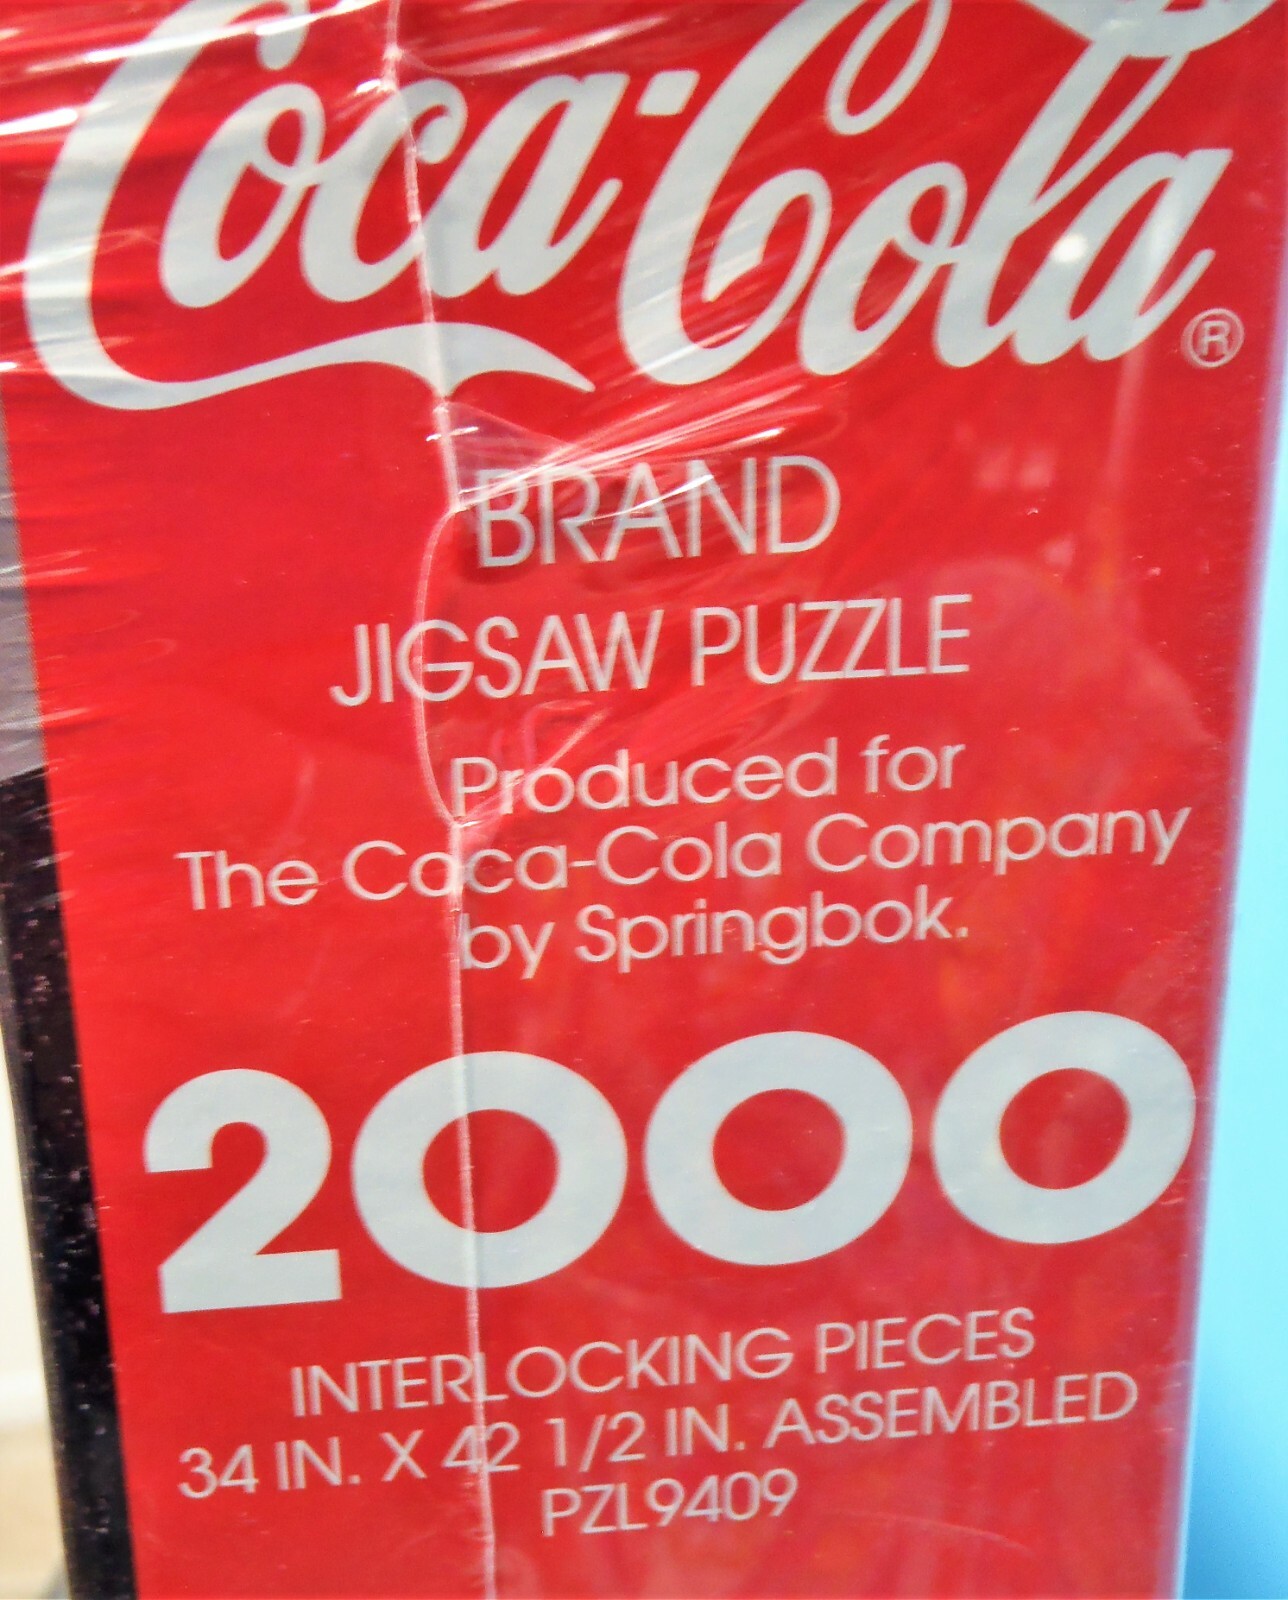 Coca-Cola®
BRAND
JIGSAW PUZZLE
Produced for
The Coca-Cola Company
by Springbok.
2000
INTERLOCKING PIECES
34 IN. X 42 1/2 IN. ASSEMBLED
PZL9409